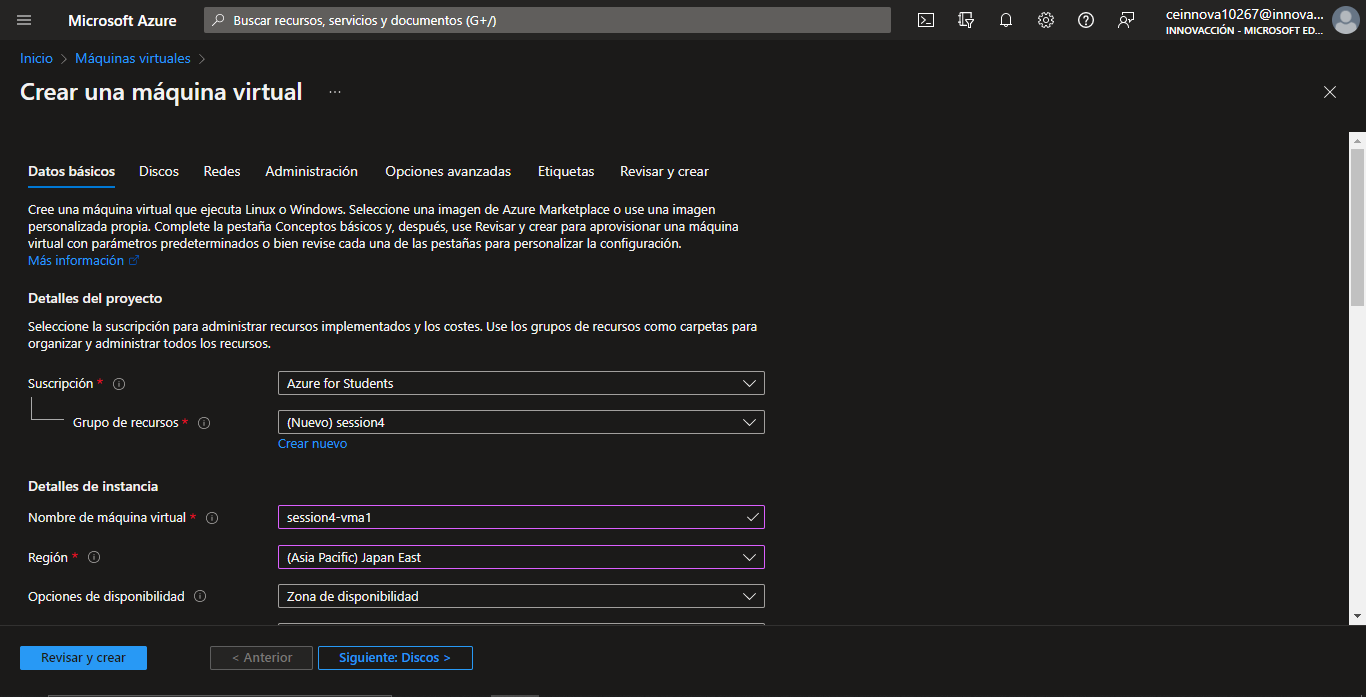 Microsoft Azure
Buscar recursos, servicios y documentos (G+/)
ceinnova10267@innova...
INNOVACCIÓN - MICROSOFT ED...
Inicio > Máquinas virtuales >
Crear una máquina virtual ...
Datos básicos Discos Redes Administración Opciones avanzadas Etiquetas Revisar y crear
Cree una máquina virtual que ejecuta Linux o Windows. Seleccione una imagen de Azure Marketplace o use una imagen
personalizada propia. Complete la pestaña Conceptos básicos y, después, use Revisar y crear para aprovisionar una máquina
virtual con parámetros predeterminados o bien revise cada una de las pestañas para personalizar la configuración.
Más información
Detalles del proyecto
Seleccione la suscripción para administrar recursos implementados y los costes. Use los grupos de recursos como carpetas para
organizar y administrar todos los recursos.
Suscripción * Azure for Students
Grupo de recursos * (Nuevo) session4
Crear nuevo
Detalles de instancia
Nombre de máquina virtual * session4-vma1
Región * (Asia Pacific) Japan East
Opciones de disponibilidad Zona de disponibilidad
Revisar y crear < Anterior Siguiente: Discos >